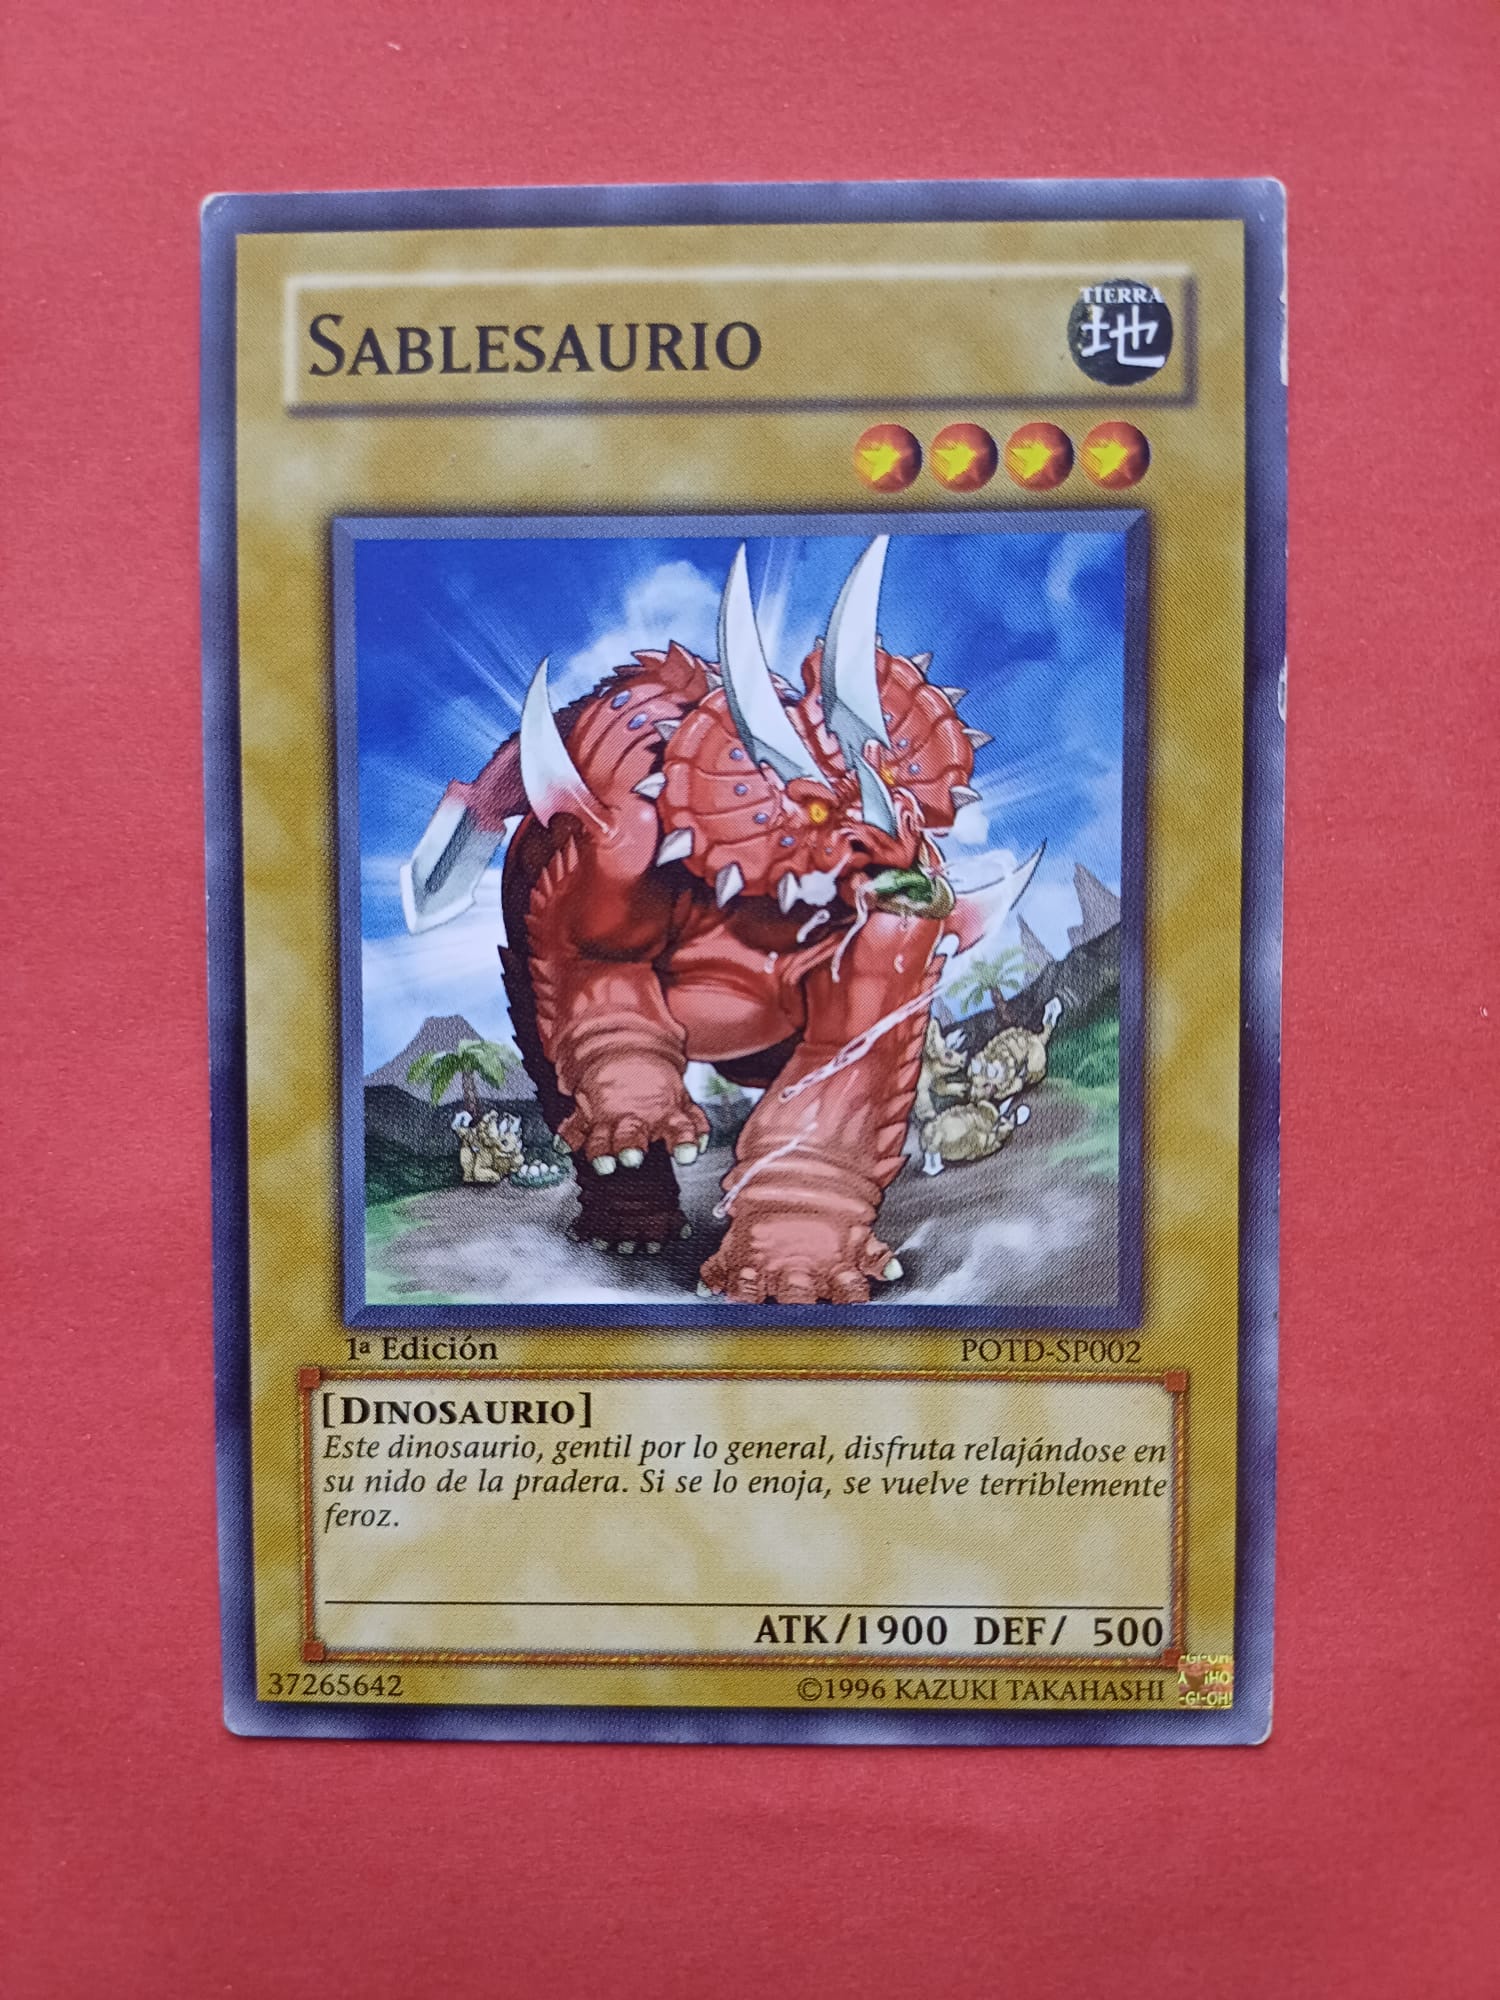 SABLESAURIO
TIERRA
地
1ª Edición
POTD-SP002
[DINOSAURIO]
Este dinosaurio, gentil por lo general, disfruta relajándose en
su nido de la pradera. Si se lo enoja, se vuelve terriblemente
feroz.
ATK/1900 DEF/ 500
37265642
©1996 KAZUKI TAKAHASHI